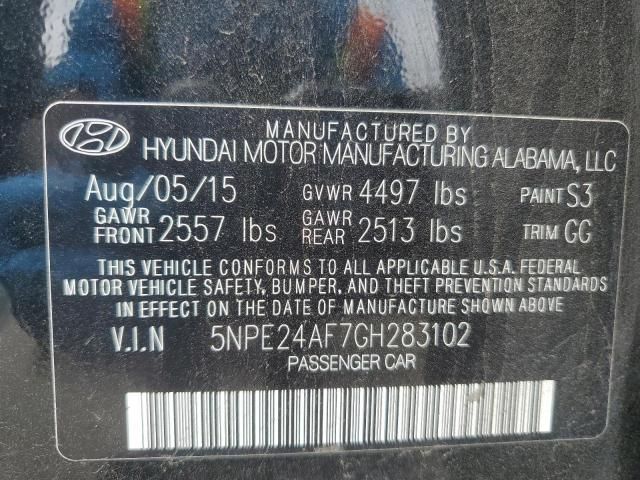 MANUFACTURED BY
HYUNDAI MOTOR MANUFACTURING ALABAMA, LLC
Aug/05/15 GVWR 4497 lbs PAINT S3
GAWR FRONT 2557 lbs GAWR REAR 2513 lbs TRIM GG
THIS VEHICLE CONFORMS TO ALL APPLICABLE U.S.A. FEDERAL
MOTOR VEHICLE SAFETY, BUMPER, AND THEFT PREVENTION STANDARDS
IN EFFECT ON THE DATE OF MANUFACTURE SHOWN ABOVE.
V.I.N 5NPE24AF7GH283102
PASSENGER CAR